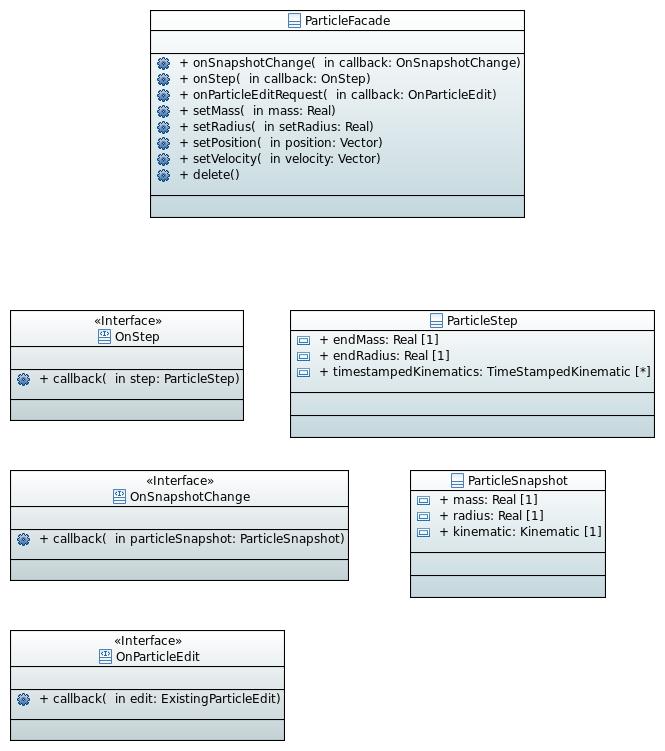 ParticleFacade
+ onSnapshotChange(  in callback: OnSnapshotChange)
+ onStep(  in callback: OnStep)
+ onParticleEditRequest(  in callback: OnParticleEdit)
+ setMass(  in mass: Real)
+ setRadius(  in setRadius: Real)
+ setPosition(  in position: Vector)
+ setVelocity(  in velocity: Vector)
+ delete()
«Interface»
OnStep
+ callback(  in step: ParticleStep)
ParticleStep
+ endMass: Real [1]
+ endRadius: Real [1]
+ timestampedKinematics: TimeStampedKinematic [*]
«Interface»
OnSnapshotChange
+ callback(  in particleSnapshot: ParticleSnapshot)
ParticleSnapshot
+ mass: Real [1]
+ radius: Real [1]
+ kinematic: Kinematic [1]
«Interface»
OnParticleEdit
+ callback(  in edit: ExistingParticleEdit)